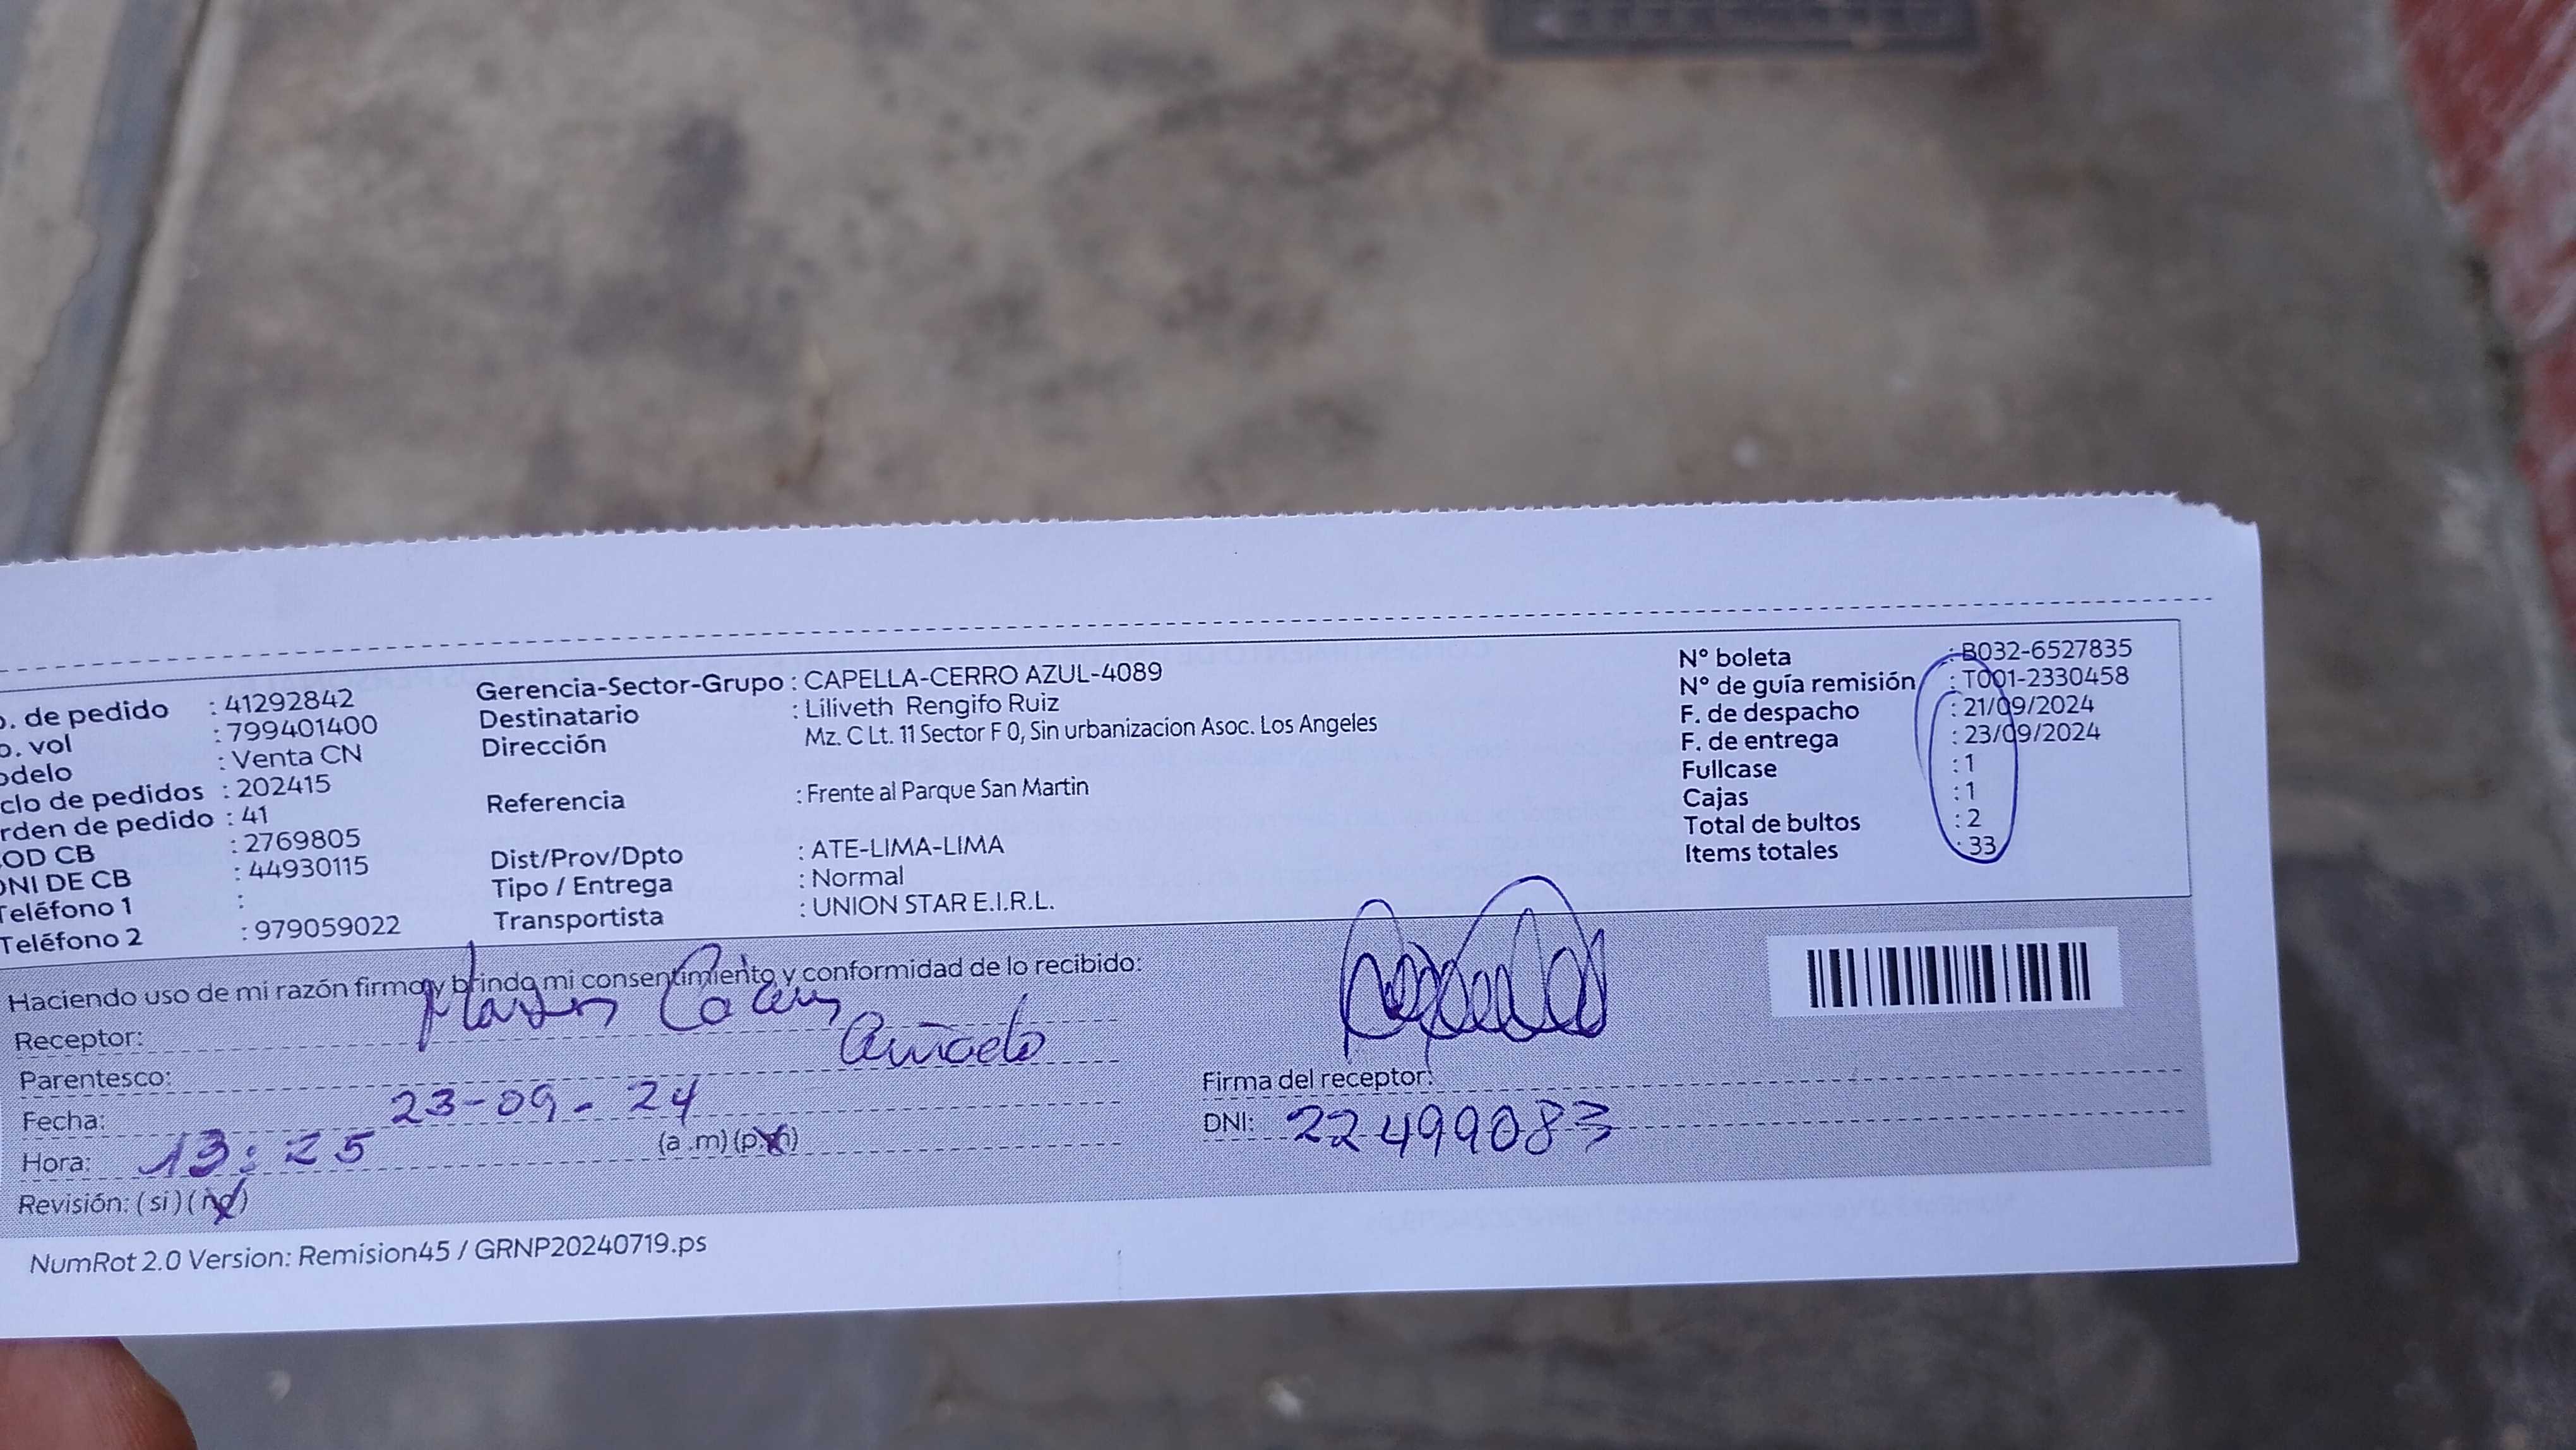 o. de pedido : 41292842
o. vol : 799401400
odelo : Venta CN
clo de pedidos : 202415
rden de pedido : 41
OD CB : 2769805
NI DE CB : 44930115
Teléfono 1 :
Teléfono 2 : 979059022
Gerencia-Sector-Grupo : CAPELLA-CERRO AZUL-4089
Destinatario : Liliveth Rengifo Ruiz
Dirección Mz. C Lt. 11 Sector F 0, Sin urbanizacion Asoc. Los Angeles
Referencia : Frente al Parque San Martin
Dist/Prov/Dpto : ATE-LIMA-LIMA
Tipo / Entrega : Normal
Transportista : UNION STAR E.I.R.L.
N° boleta : B032-6527835
N° de guía remisión : T001-2330458
F. de despacho : 21/09/2024
F. de entrega : 23/09/2024
Fullcase : 1
Cajas : 1
Total de bultos : 2
Items totales : 33
Haciendo uso de mi razón firmo y brindo mi consentimiento y conformidad de lo recibido:
Receptor:
Parentesco:
Fecha: 23-09-24
Hora: 13:25 (a .m) (p.m)
Revisión: (si) (no)
Firma del receptor:
DNI: 22499083
NumRot 2.0 Version: Remision45 / GRNP20240719.ps